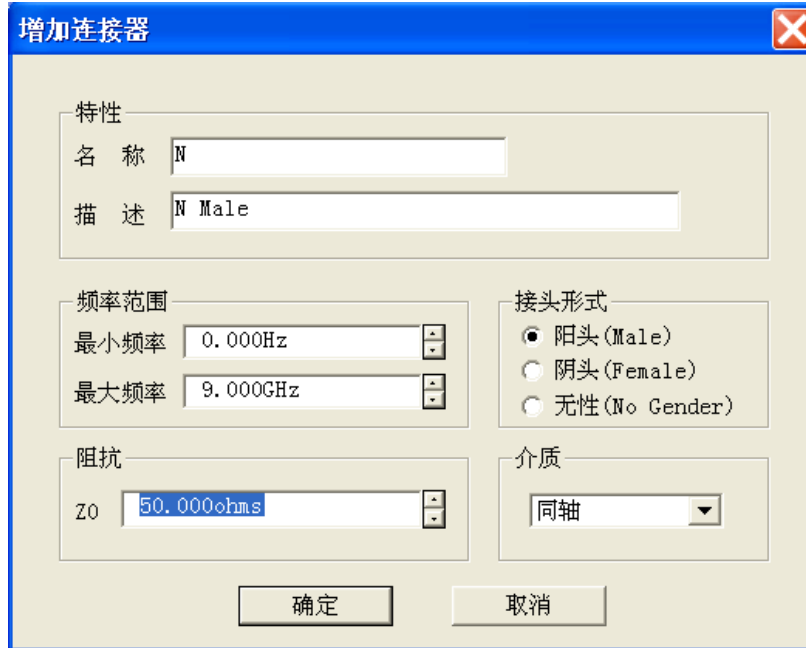 增加连接器
特性
名 称 N
描 述 N Male
频率范围
最小频率 0.000Hz
最大频率 9.000GHz
接头形式
阳头(Male)
阴头(Female)
无性(No Gender)
阻抗
Z0 50.000ohms
介质
同轴
确定 取消